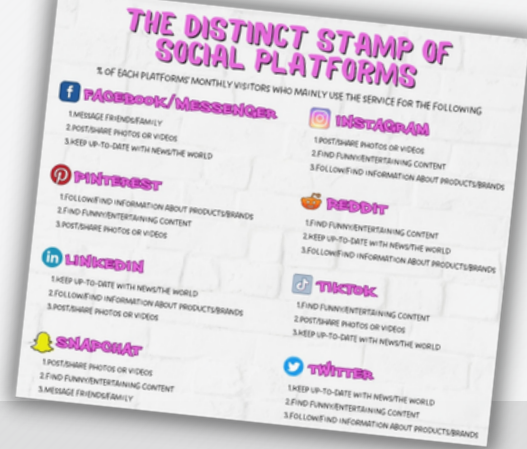 THE DISTINCT STAMP OF
SOCIAL PLATFORMS
% OF EACH PLATFORMS' MONTHLY VISITORS WHO MAINLY USE THE SERVICE FOR THE FOLLOWING
FACEBOOK/MESSENGER
1.MESSAGE FRIENDS/FAMILY
2.POST/SHARE PHOTOS OR VIDEOS
3.KEEP UP-TO-DATE WITH NEWS/THE WORLD
INSTAGRAM
1.POST/SHARE PHOTOS OR VIDEOS
2.FIND FUNNY/ENTERTAINING CONTENT
3.FOLLOW/FIND INFORMATION ABOUT PRODUCTS/BRANDS
PINTEREST
1.FOLLOW/FIND INFORMATION ABOUT PRODUCTS/BRANDS
2.FIND FUNNY/ENTERTAINING CONTENT
3.POST/SHARE PHOTOS OR VIDEOS
REDDIT
1.FIND FUNNY/ENTERTAINING CONTENT
2.KEEP UP-TO-DATE WITH NEWS/THE WORLD
3.FOLLOW/FIND INFORMATION ABOUT PRODUCTS/BRANDS
in LINKEDIN
1.KEEP UP-TO-DATE WITH NEWS/THE WORLD
2.FOLLOW/FIND INFORMATION ABOUT PRODUCTS/BRANDS
3.POST/SHARE PHOTOS OR VIDEOS
TIKTOK
1.FIND FUNNY/ENTERTAINING CONTENT
2.POST/SHARE PHOTOS OR VIDEOS
3.KEEP UP-TO-DATE WITH NEWS/THE WORLD
SNAPCHAT
1.POST/SHARE PHOTOS OR VIDEOS
2.FIND FUNNY/ENTERTAINING CONTENT
3.MESSAGE FRIENDS/FAMILY
TWITTER
1.KEEP UP-TO-DATE WITH NEWS/THE WORLD
2.FIND FUNNY/ENTERTAINING CONTENT
3.FOLLOW/FIND INFORMATION ABOUT PRODUCTS/BRANDS